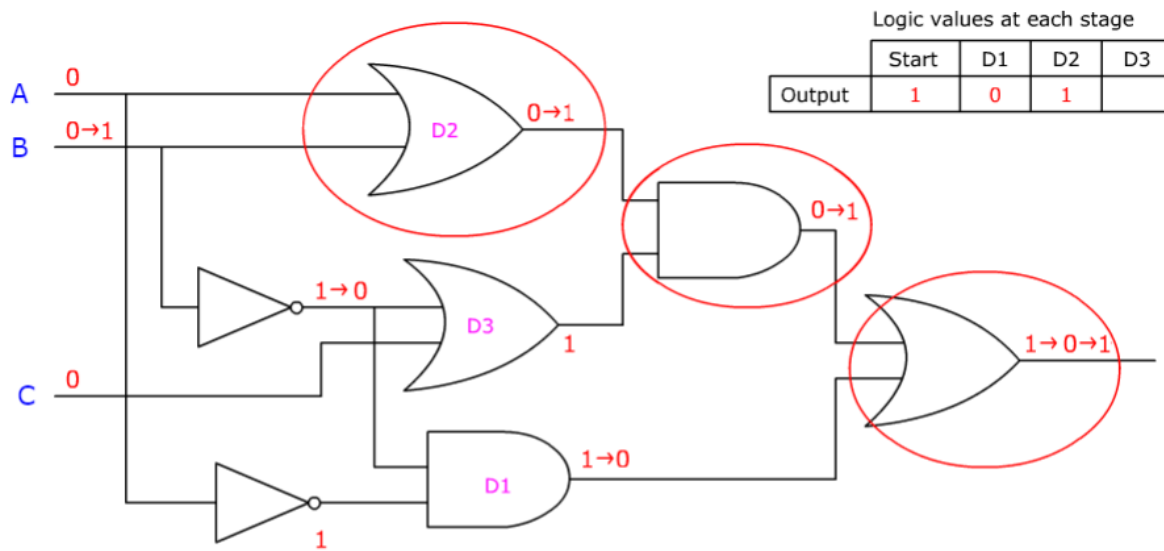 Logic values at each stage
Start D1 D2 D3
Output 1 0 1
A 0
B 0→1
D2 0→1
0→1
1→0
D3
1
1→0→1
C 0
1→0
D1
1